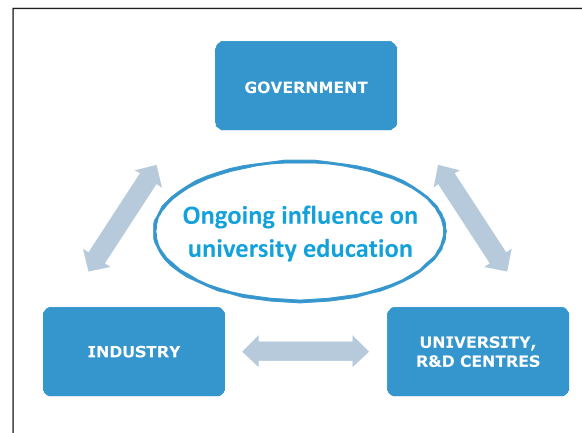 GOVERNMENT
Ongoing influence on
university education
INDUSTRY
UNIVERSITY,
R&D CENTRES